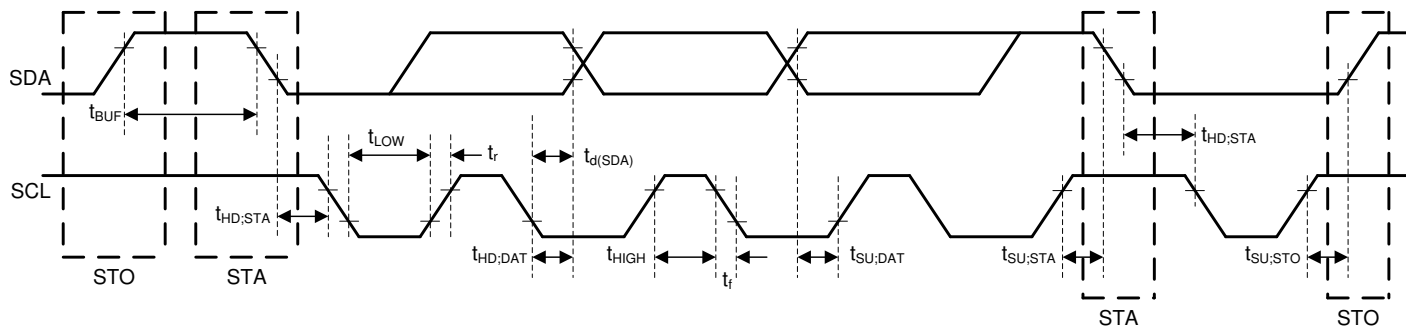 SDA
t_BUF
t_LOW
t_r
t_d(SDA)
t_HD;STA
SCL
t_HD;STA
t_HD;DAT
t_HIGH
t_f
t_SU;DAT
t_SU;STA
t_SU;STO
STO
STA
STA
STO